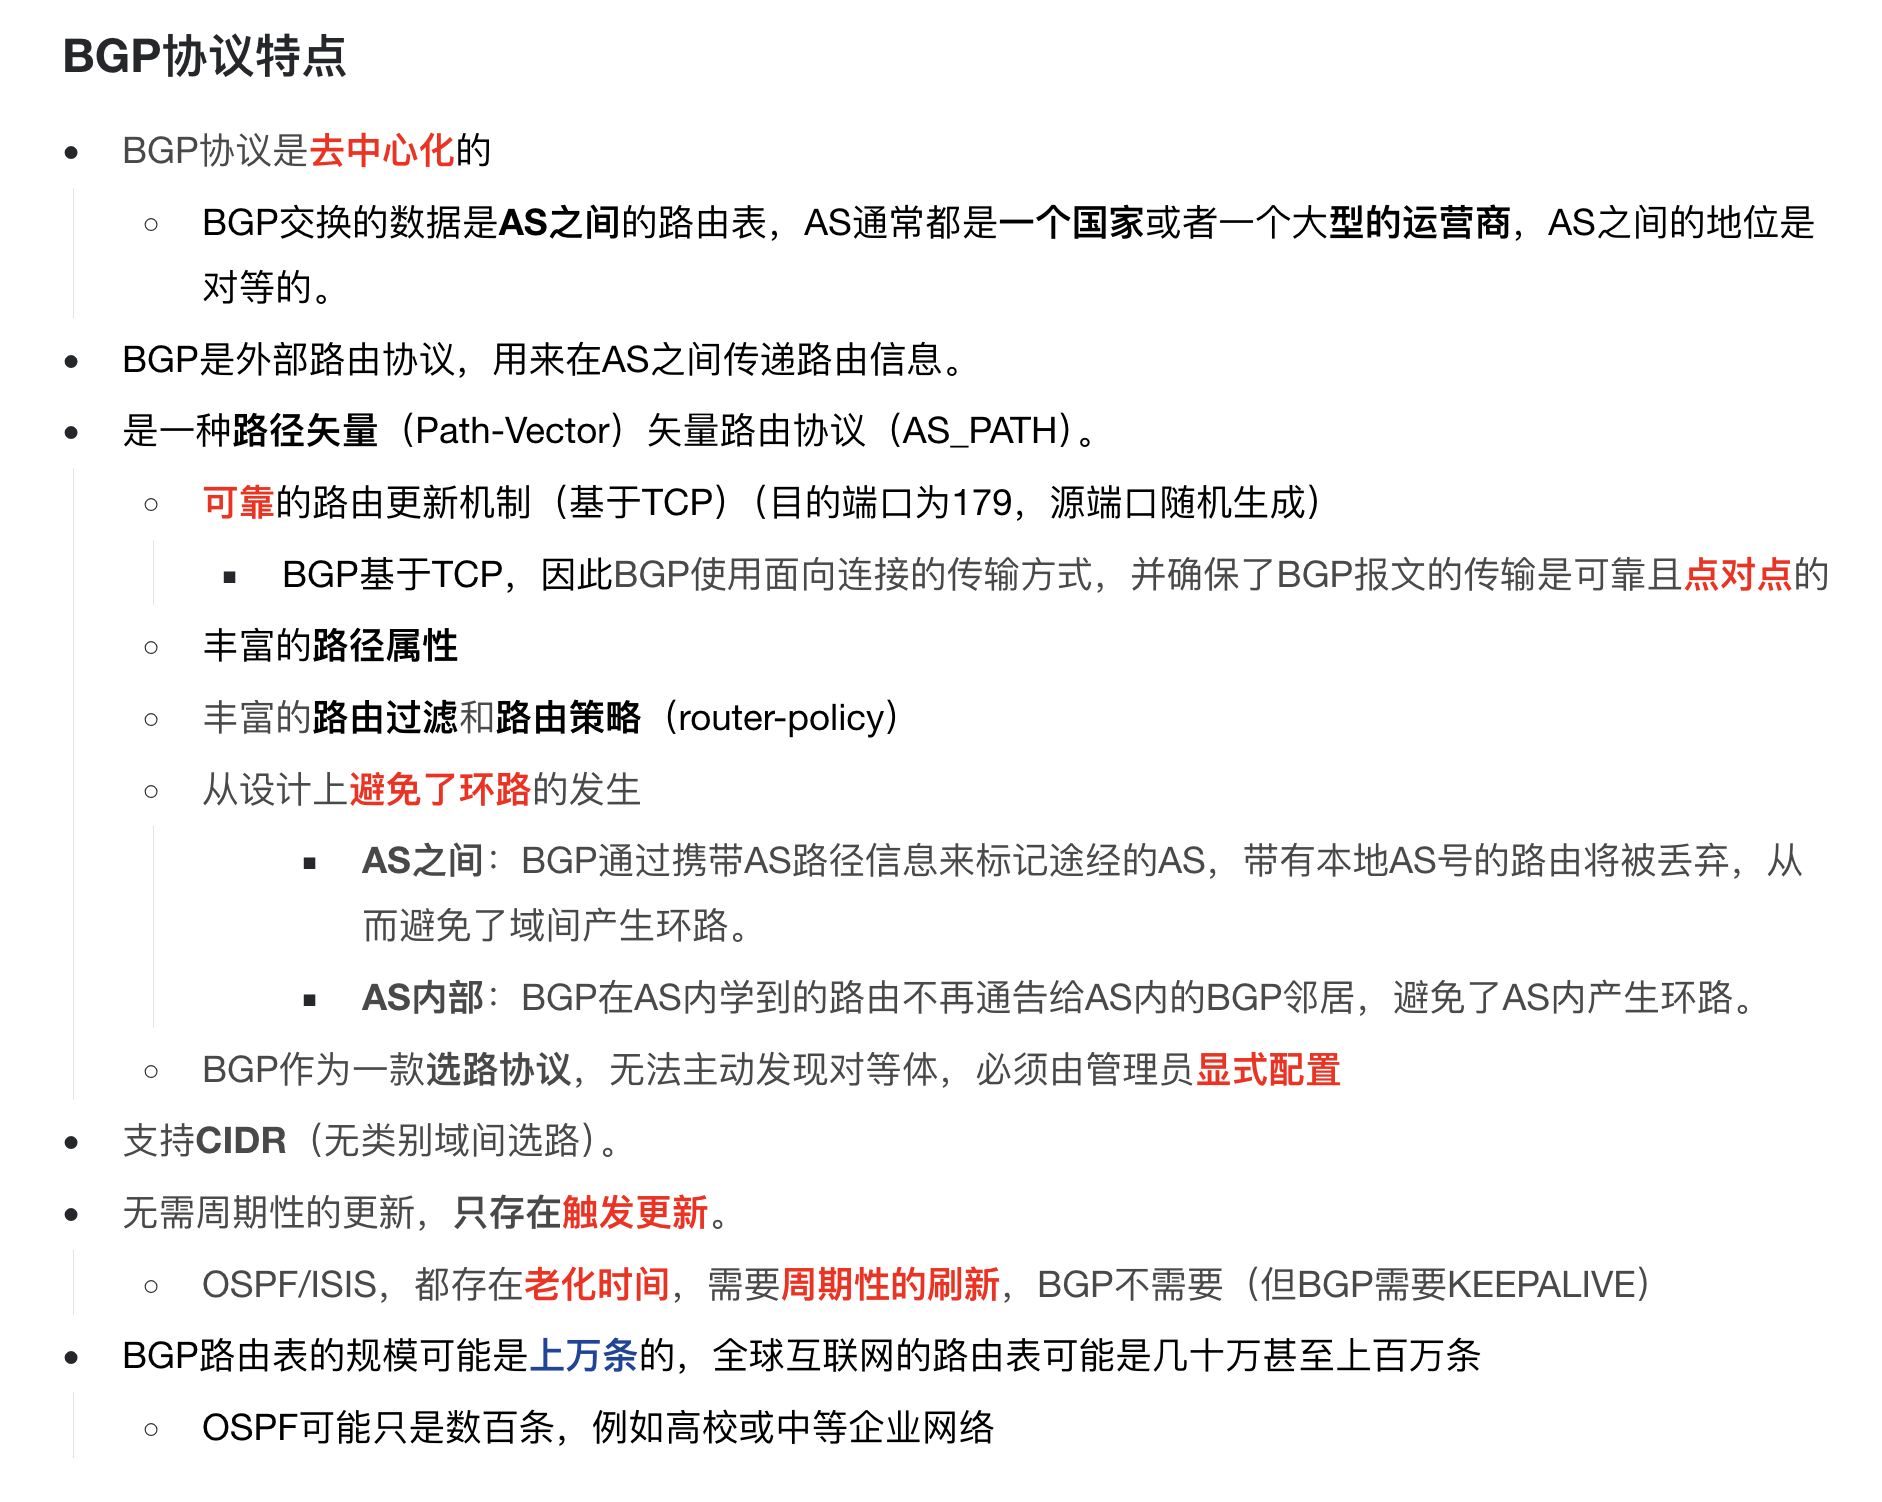 BGP协议特点
BGP协议是去中心化的
BGP交换的数据是AS之间的路由表，AS通常都是一个国家或者一个大型的运营商，AS之间的地位是
对等的。
BGP是外部路由协议，用来在AS之间传递路由信息。
是一种路径矢量（Path-Vector）矢量路由协议（AS_PATH）。
可靠的路由更新机制（基于TCP）（目的端口为179，源端口随机生成）
BGP基于TCP，因此BGP使用面向连接的传输方式，并确保了BGP报文的传输是可靠且点对点的
丰富的路径属性
丰富的路由过滤和路由策略（router-policy）
从设计上避免了环路的发生
AS之间：BGP通过携带AS路径信息来标记途经的AS，带有本地AS号的路由将被丢弃，从
而避免了域间产生环路。
AS内部：BGP在AS内学到的路由不再通告给AS内的BGP邻居，避免了AS内产生环路。
BGP作为一款选路协议，无法主动发现对等体，必须由管理员显式配置
支持CIDR（无类别域间选路）。
无需周期性的更新，只存在触发更新。
OSPF/ISIS，都存在老化时间，需要周期性的刷新，BGP不需要（但BGP需要KEEPALIVE）
BGP路由表的规模可能是上万条的，全球互联网的路由表可能是几十万甚至上百万条
OSPF可能只是数百条，例如高校或中等企业网络